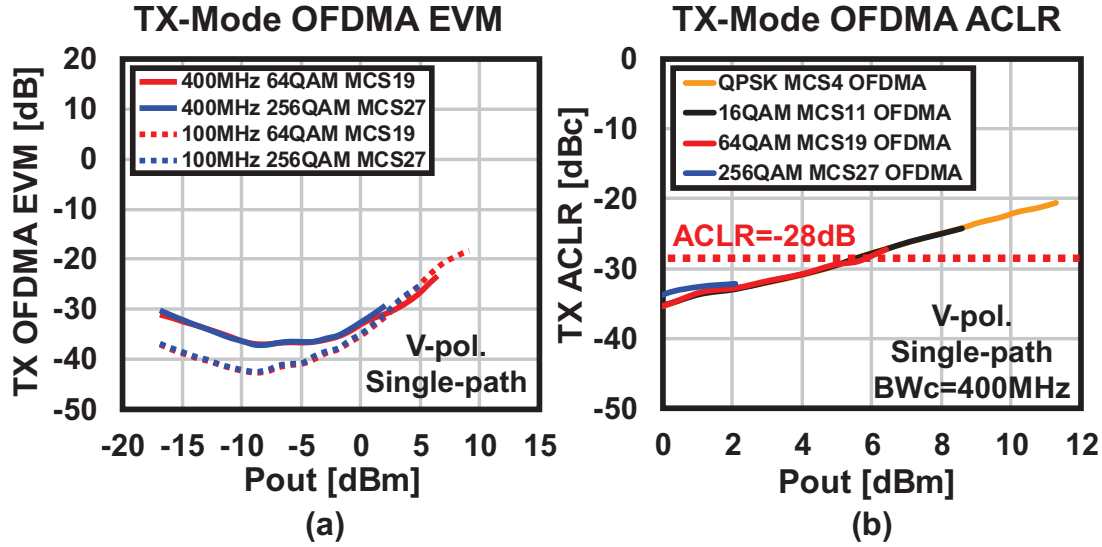 TX-Mode OFDMA EVM
TX OFDMA EVM [dB]
20
10
0
-10
-20
-30
-40
-50
400MHz 64QAM MCS19
400MHz 256QAM MCS27
100MHz 64QAM MCS19
100MHz 256QAM MCS27
V-pol.
Single-path
-20 -15 -10 -5 0 5 10 15
Pout [dBm]
(a)
TX-Mode OFDMA ACLR
TX ACLR [dBc]
0
-10
-20
-30
-40
-50
QPSK MCS4 OFDMA
16QAM MCS11 OFDMA
64QAM MCS19 OFDMA
256QAM MCS27 OFDMA
ACLR=-28dB
V-pol.
Single-path
BWc=400MHz
0 2 4 6 8 10 12
Pout [dBm]
(b)